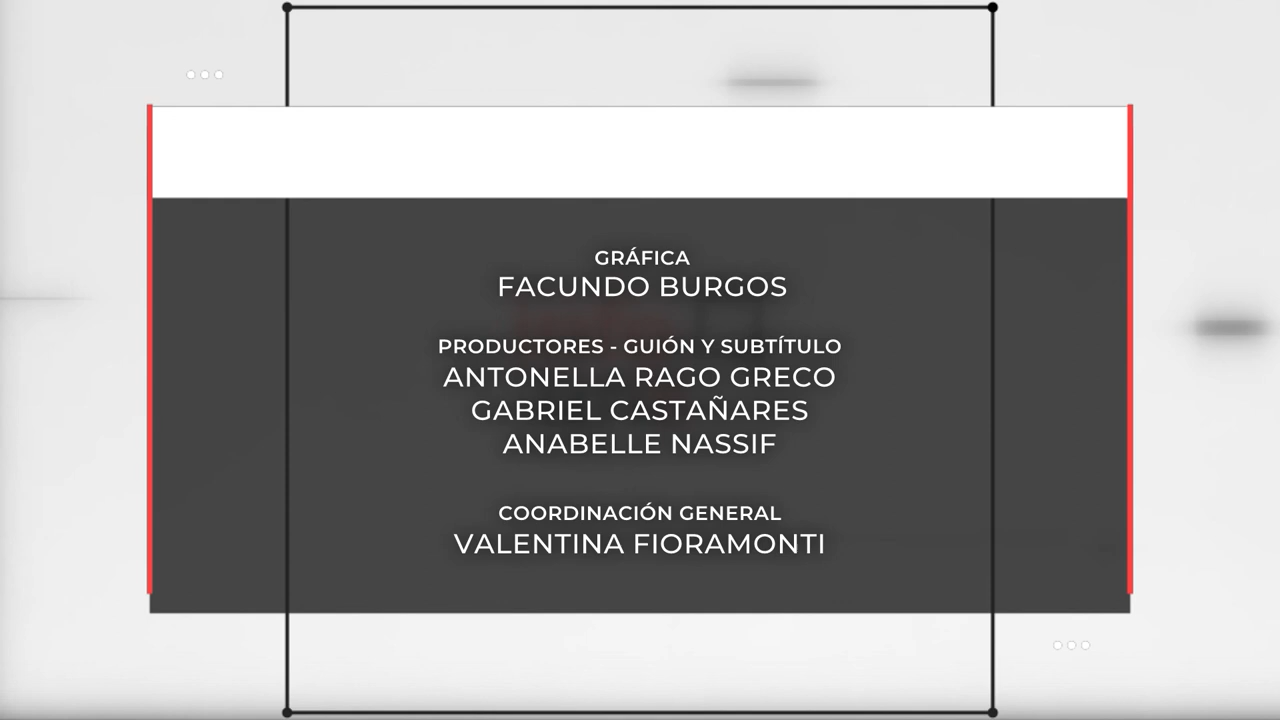 GRÁFICA
FACUNDO BURGOS
PRODUCTORES - GUIÓN Y SUBTÍTULO
ANTONELLA RAGO GRECO
GABRIEL CASTAÑARES
ANABELLE NASSIF
COORDINACIÓN GENERAL
VALENTINA FIORAMONTI